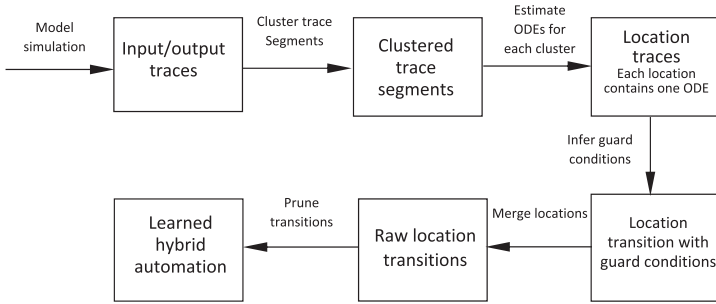 Model
simulation
Input/output
traces
Cluster trace
Segments
Clustered
trace
segments
Estimate
ODEs for
each cluster
Location
traces
Each location
contains one ODE
Infer guard
conditions
Location
transition with
guard conditions
Merge locations
Raw location
transitions
Prune
transitions
Learned
hybrid
automation